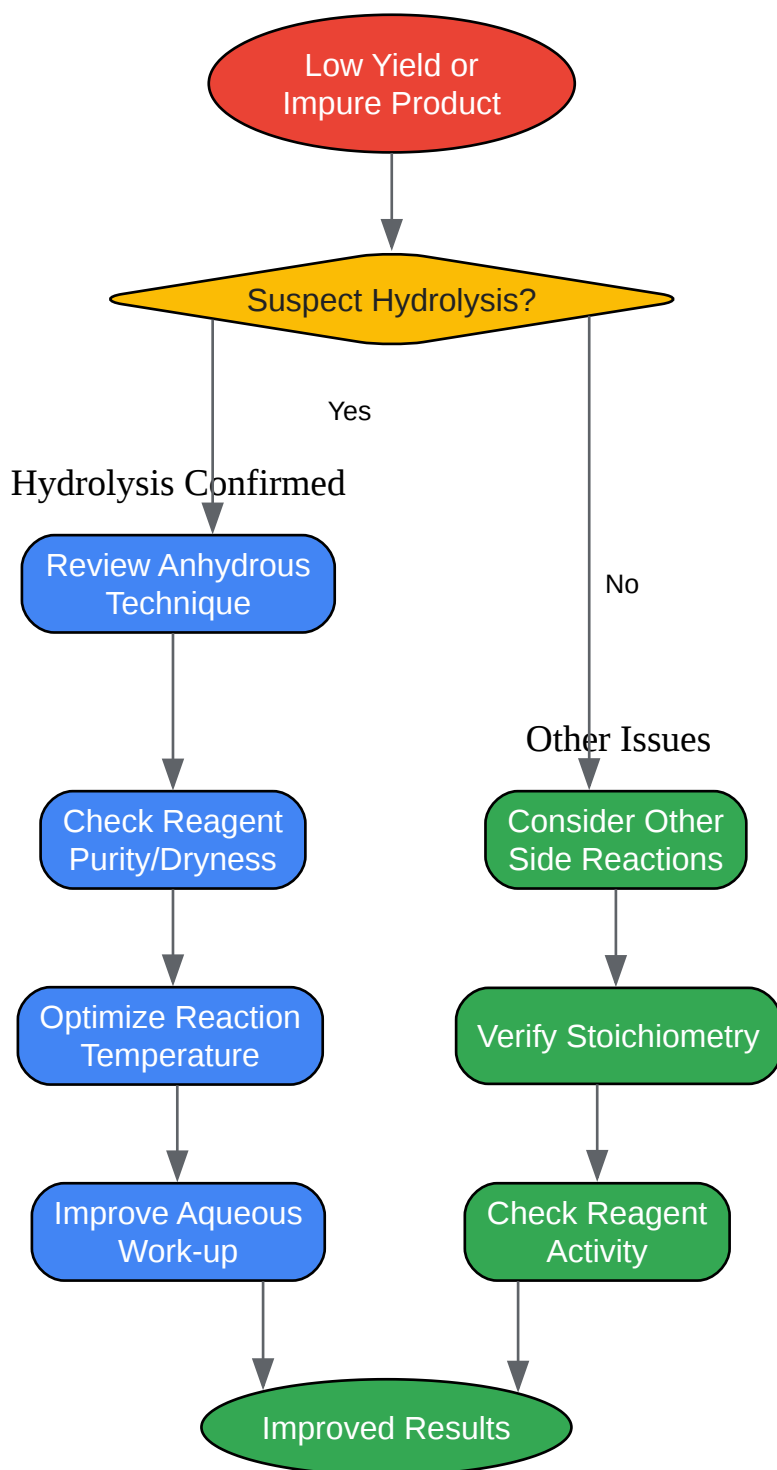 Low Yield or
Impure Product
Suspect Hydrolysis?
Yes
Hydrolysis Confirmed
Review Anhydrous
Technique
No
Other Issues
Check Reagent
Purity/Dryness
Consider Other
Side Reactions
Optimize Reaction
Temperature
Verify Stoichiometry
Improve Aqueous
Work-up
Check Reagent
Activity
Improved Results